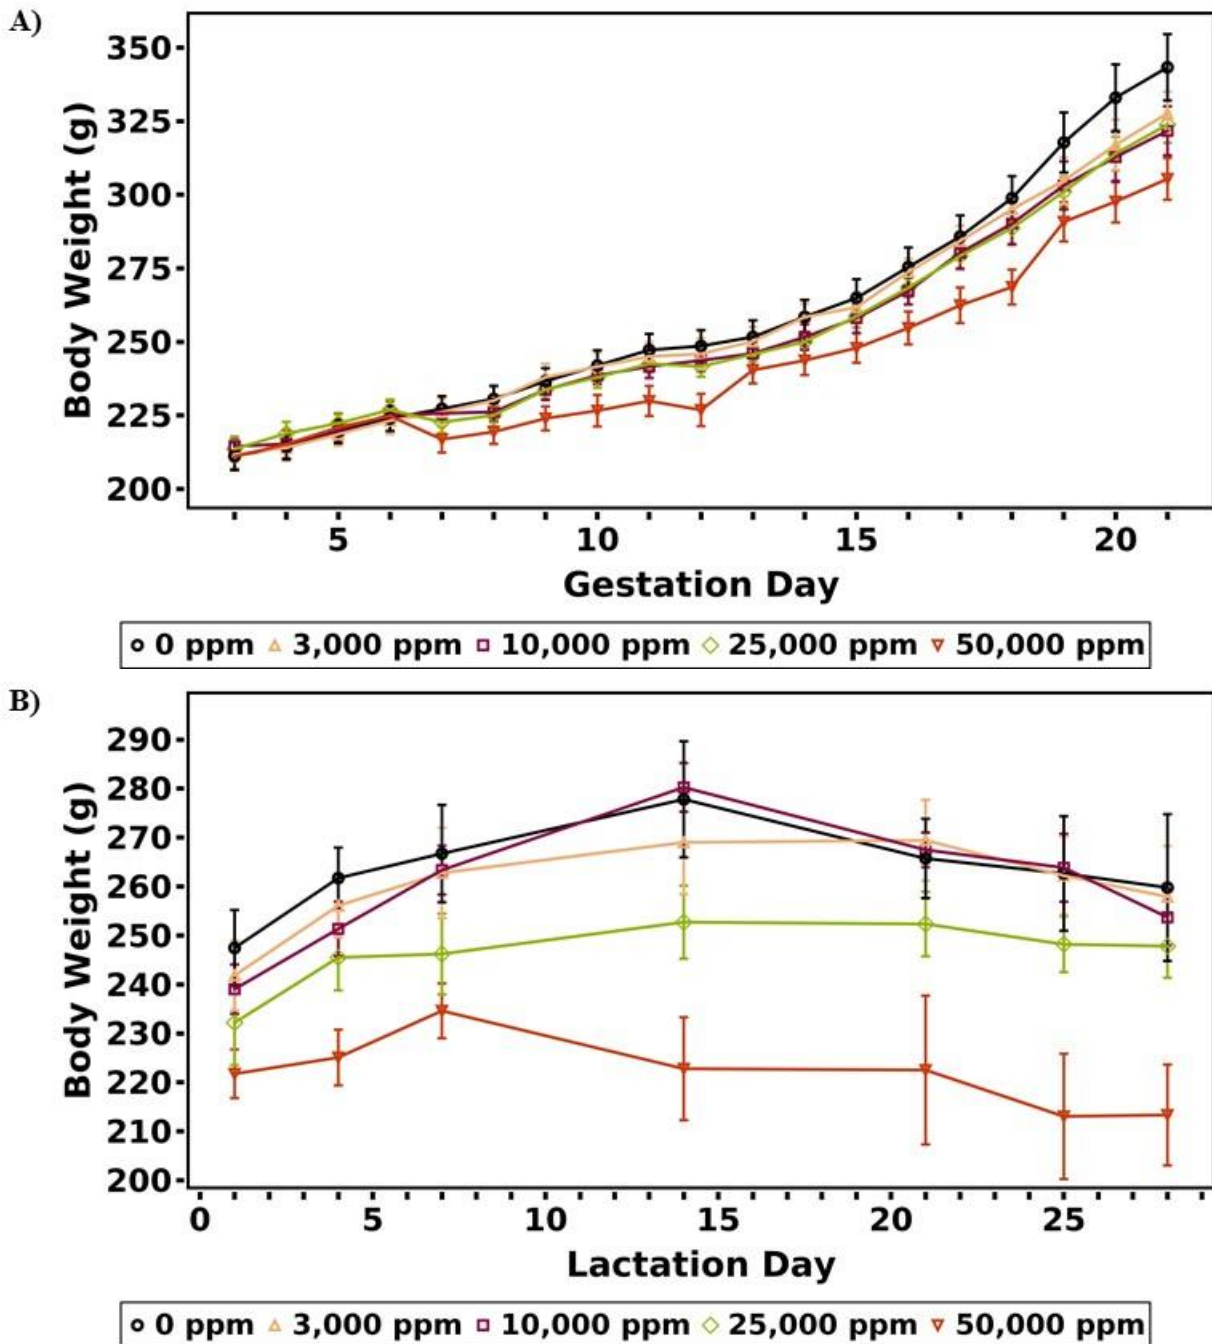 A)
350
325
300
275
250
225
200
Body Weight (g)
5 10 15 20
Gestation Day
0 ppm 3,000 ppm 10,000 ppm 25,000 ppm 50,000 ppm
B)
290
280
270
260
250
240
230
220
210
200
Body Weight (g)
0 5 10 15 20 25
Lactation Day
0 ppm 3,000 ppm 10,000 ppm 25,000 ppm 50,000 ppm